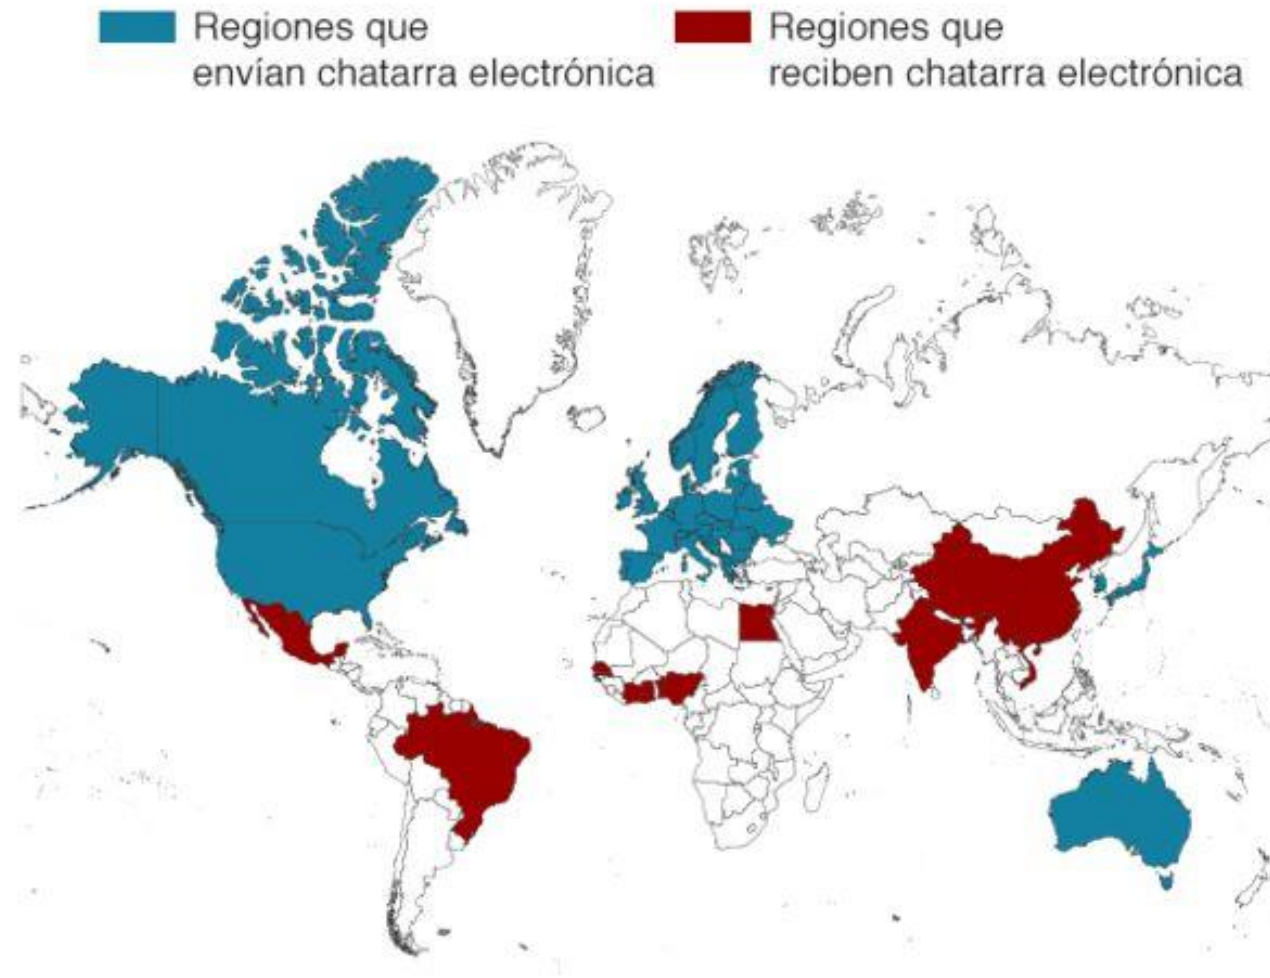 Regiones que
envían chatarra electrónica
Regiones que
reciben chatarra electrónica